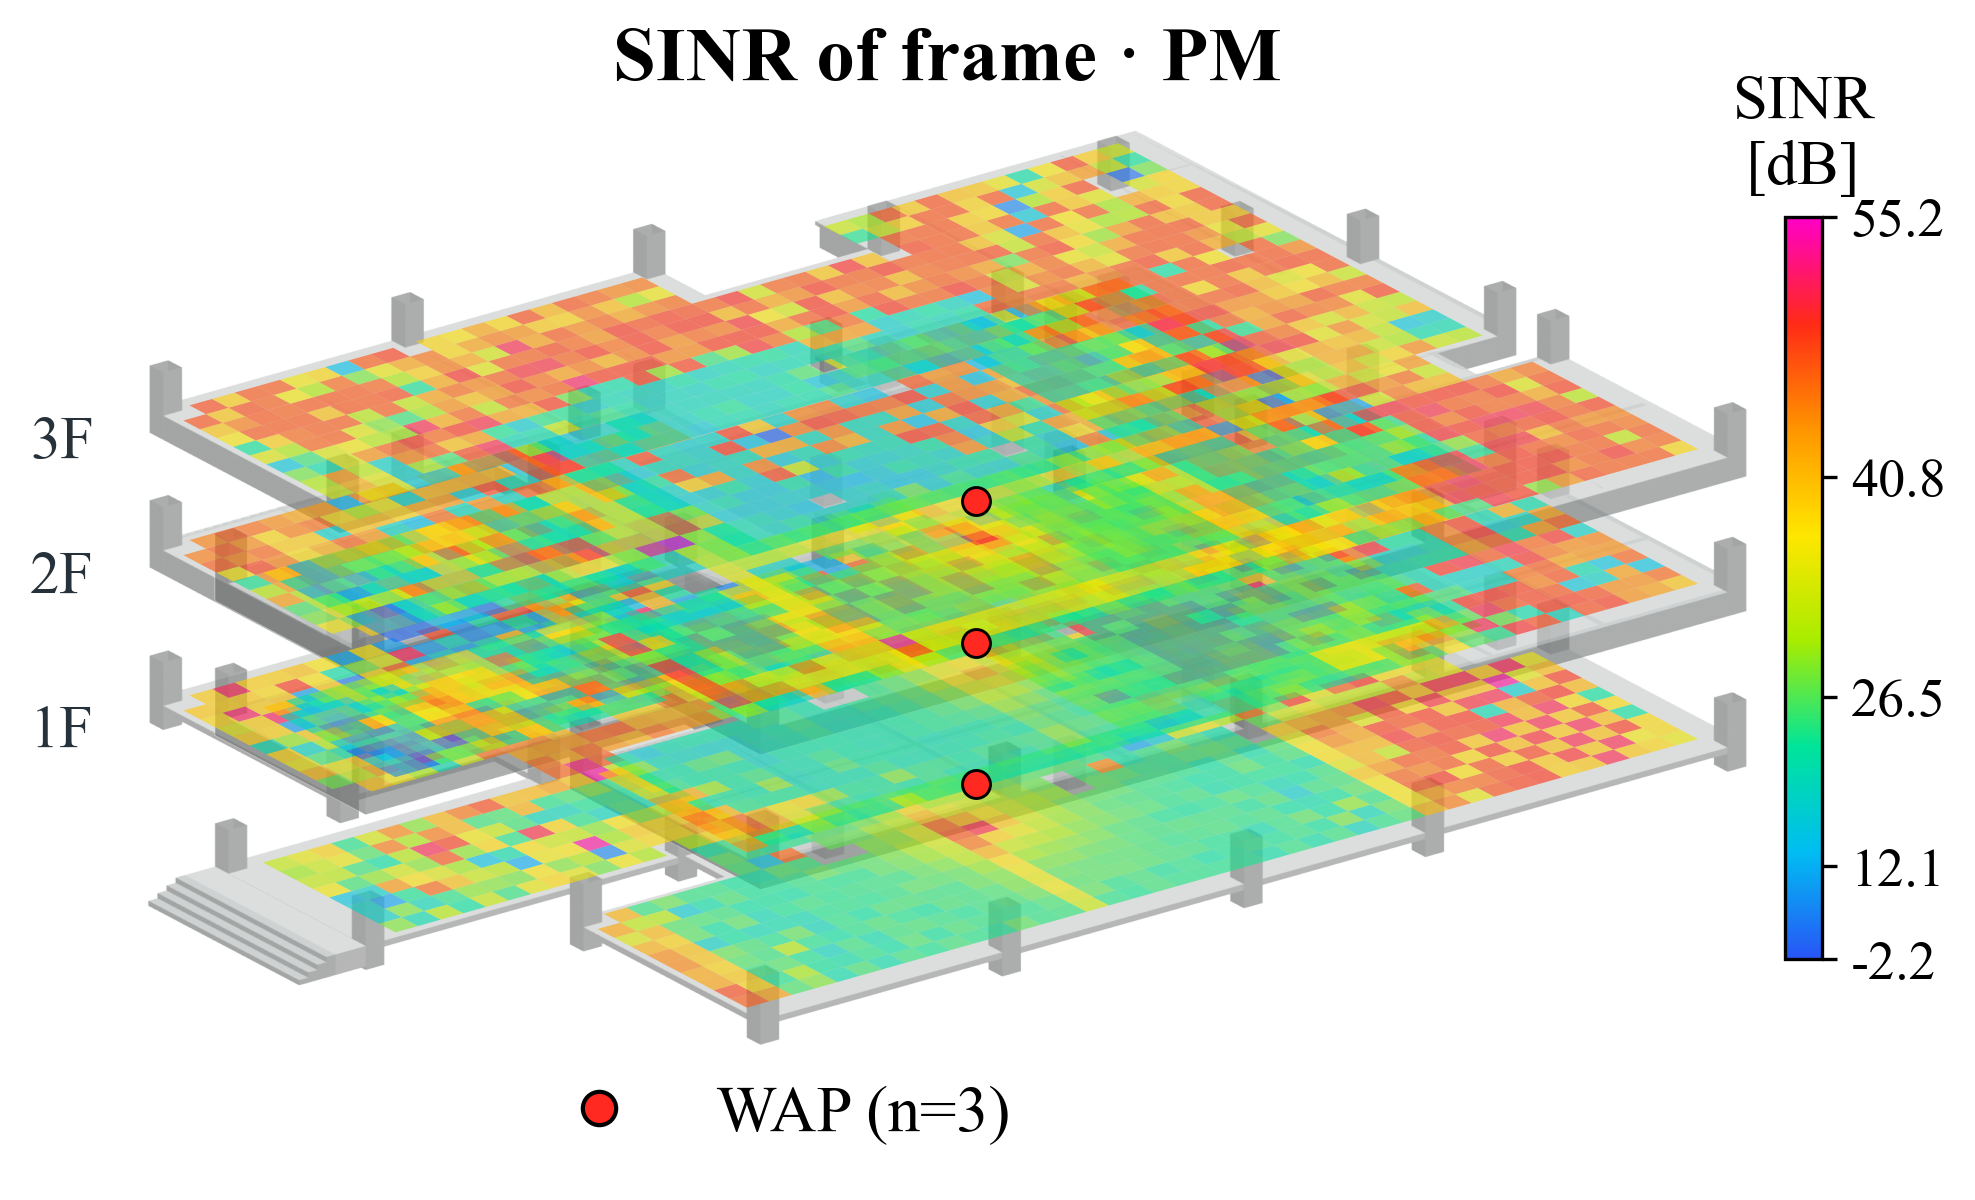 SINR of frame · PM
SINR
[dB]
55.2
40.8
26.5
12.1
-2.2
3F
2F
1F
WAP (n=3)